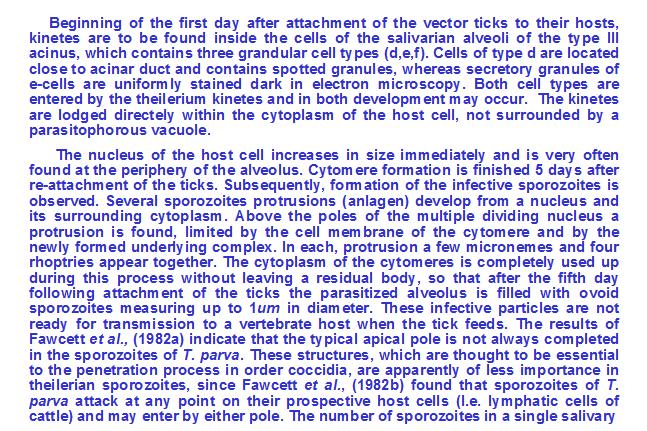 Beginning of the first day after attachment of the vector ticks to their hosts,
kinetes are to be found inside the cells of the salivarian alveoli of the type III
acinus, which contains three grandular cell types (d,e,f). Cells of type d are located
close to acinar duct and contains spotted granules, whereas secretory granules of
e-cells are uniformly stained dark in electron microscopy. Both cell types are
entered by the theilerium kinetes and in both development may occur. The kinetes
are lodged directely within the cytoplasm of the host cell, not surrounded by a
parasitophorous vacuole.
The nucleus of the host cell increases in size immediately and is very often
found at the periphery of the alveolus. Cytomere formation is finished 5 days after
re-attachment of the ticks. Subsequently, formation of the infective sporozoites is
observed. Several sporozoites protrusions (anlagen) develop from a nucleus and
its surrounding cytoplasm. Above the poles of the multiple dividing nucleus a
protrusion is found, limited by the cell membrane of the cytomere and by the
newly formed underlying complex. In each, protrusion a few micronemes and four
rhoptries appear together. The cytoplasm of the cytomeres is completely used up
during this process without leaving a residual body, so that after the fifth day
following attachment of the ticks the parasitized alveolus is filled with ovoid
sporozoites measuring up to 1um in diameter. These infective particles are not
ready for transmission to a vertebrate host when the tick feeds. The results of
Fawcett et al., (1982a) indicate that the typical apical pole is not always completed
in the sporozoites of T. parva. These structures, which are thought to be essential
to the penetration process in order coccidia, are apparently of less importance in
theilerian sporozoites, since Fawcett et al., (1982b) found that sporozoites of T.
parva attack at any point on their prospective host cells (I.e. lymphatic cells of
cattle) and may enter by either pole. The number of sporozoites in a single salivary